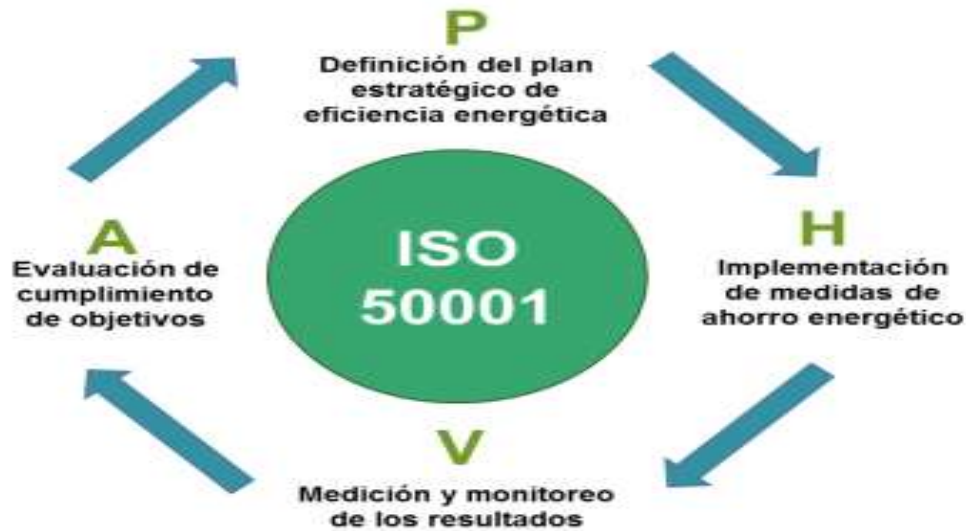 P
Definición del plan
estratégico de
eficiencia energética
H
Implementación
de medidas de
ahorro energético
V
Medición y monitoreo
de los resultados
A
Evaluación de
cumplimiento
de objetivos
ISO
50001